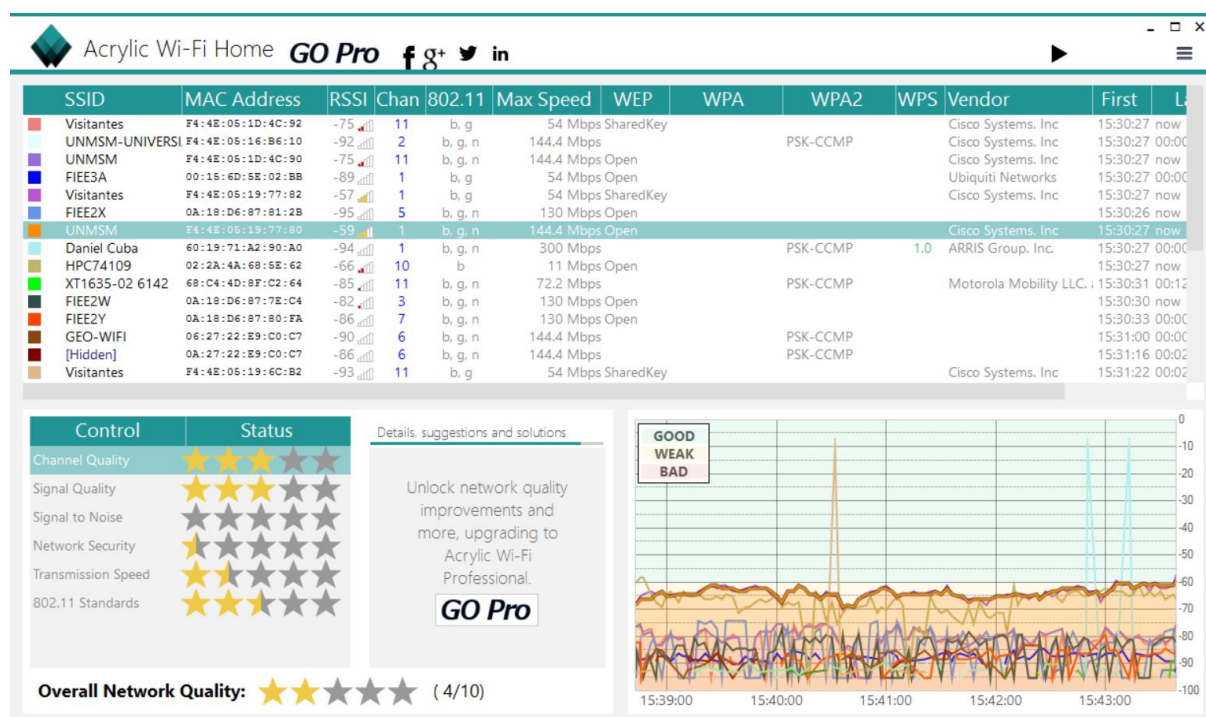 Acrylic Wi-Fi Home GO Pro f g+ in
SSID MAC Address RSSI Chan 802.11 Max Speed WEP WPA WPA2 WPS Vendor First La
Visitantes F4:4E:05:1D:4C:92 -75 11 b, g 54 Mbps SharedKey Cisco Systems. Inc 15:30:27 now
UNMSM-UNIVERSI F4:4E:05:16:B6:10 -92 2 b, g, n 144.4 Mbps PSK-CCMP Cisco Systems. Inc 15:30:27 00:00
UNMSM F4:4E:05:1D:4C:90 -75 11 b, g, n 144.4 Mbps Open Cisco Systems. Inc 15:30:27 now
FIEE3A 00:15:6D:5E:02:BB -89 1 b, g 54 Mbps Open Ubiquiti Networks 15:30:27 00:00
Visitantes F4:4E:05:19:77:82 -57 1 b, g 54 Mbps SharedKey Cisco Systems. Inc 15:30:27 now
FIEE2X 0A:18:D6:87:81:2B -95 5 b, g, n 130 Mbps Open 15:30:26 now
UNMSM F4:4E:05:19:77:80 -59 1 b, g, n 144.4 Mbps Open Cisco Systems. Inc 15:30:27 now
Daniel Cuba 60:19:71:A2:90:A0 -94 1 b, g, n 300 Mbps PSK-CCMP 1.0 ARRIS Group. Inc. 15:30:27 00:00
HPC74109 02:2A:4A:68:5E:62 -66 10 b 11 Mbps Open 15:30:27 now
XT1635-02 6142 68:C4:4D:8F:C2:64 -85 11 b, g, n 72.2 Mbps PSK-CCMP Motorola Mobility LLC. 15:30:31 00:12
FIEE2W 0A:18:D6:87:7E:C4 -82 3 b, g, n 130 Mbps Open 15:30:30 now
FIEE2Y 0A:18:D6:87:80:FA -86 7 b, g, n 130 Mbps Open 15:30:33 00:00
GEO-WIFI 06:27:22:E9:C0:C7 -90 6 b, g, n 144.4 Mbps PSK-CCMP 15:31:00 00:00
[Hidden] 0A:27:22:E9:C0:C7 -86 6 b, g, n 144.4 Mbps PSK-CCMP 15:31:16 00:02
Visitantes F4:4E:05:19:6C:B2 -93 11 b, g 54 Mbps SharedKey Cisco Systems. Inc 15:31:22 00:02
Control Status
Channel Quality
Signal Quality
Signal to Noise
Network Security
Transmission Speed
802.11 Standards
Overall Network Quality: ( 4/10)
Details, suggestions and solutions
Unlock network quality
improvements and
more, upgrading to
Acrylic Wi-Fi
Professional.
GO Pro
GOOD
WEAK
BAD
0
-10
-20
-30
-40
-50
-60
-70
-80
-90
-100
15:39:00 15:40:00 15:41:00 15:42:00 15:43:00